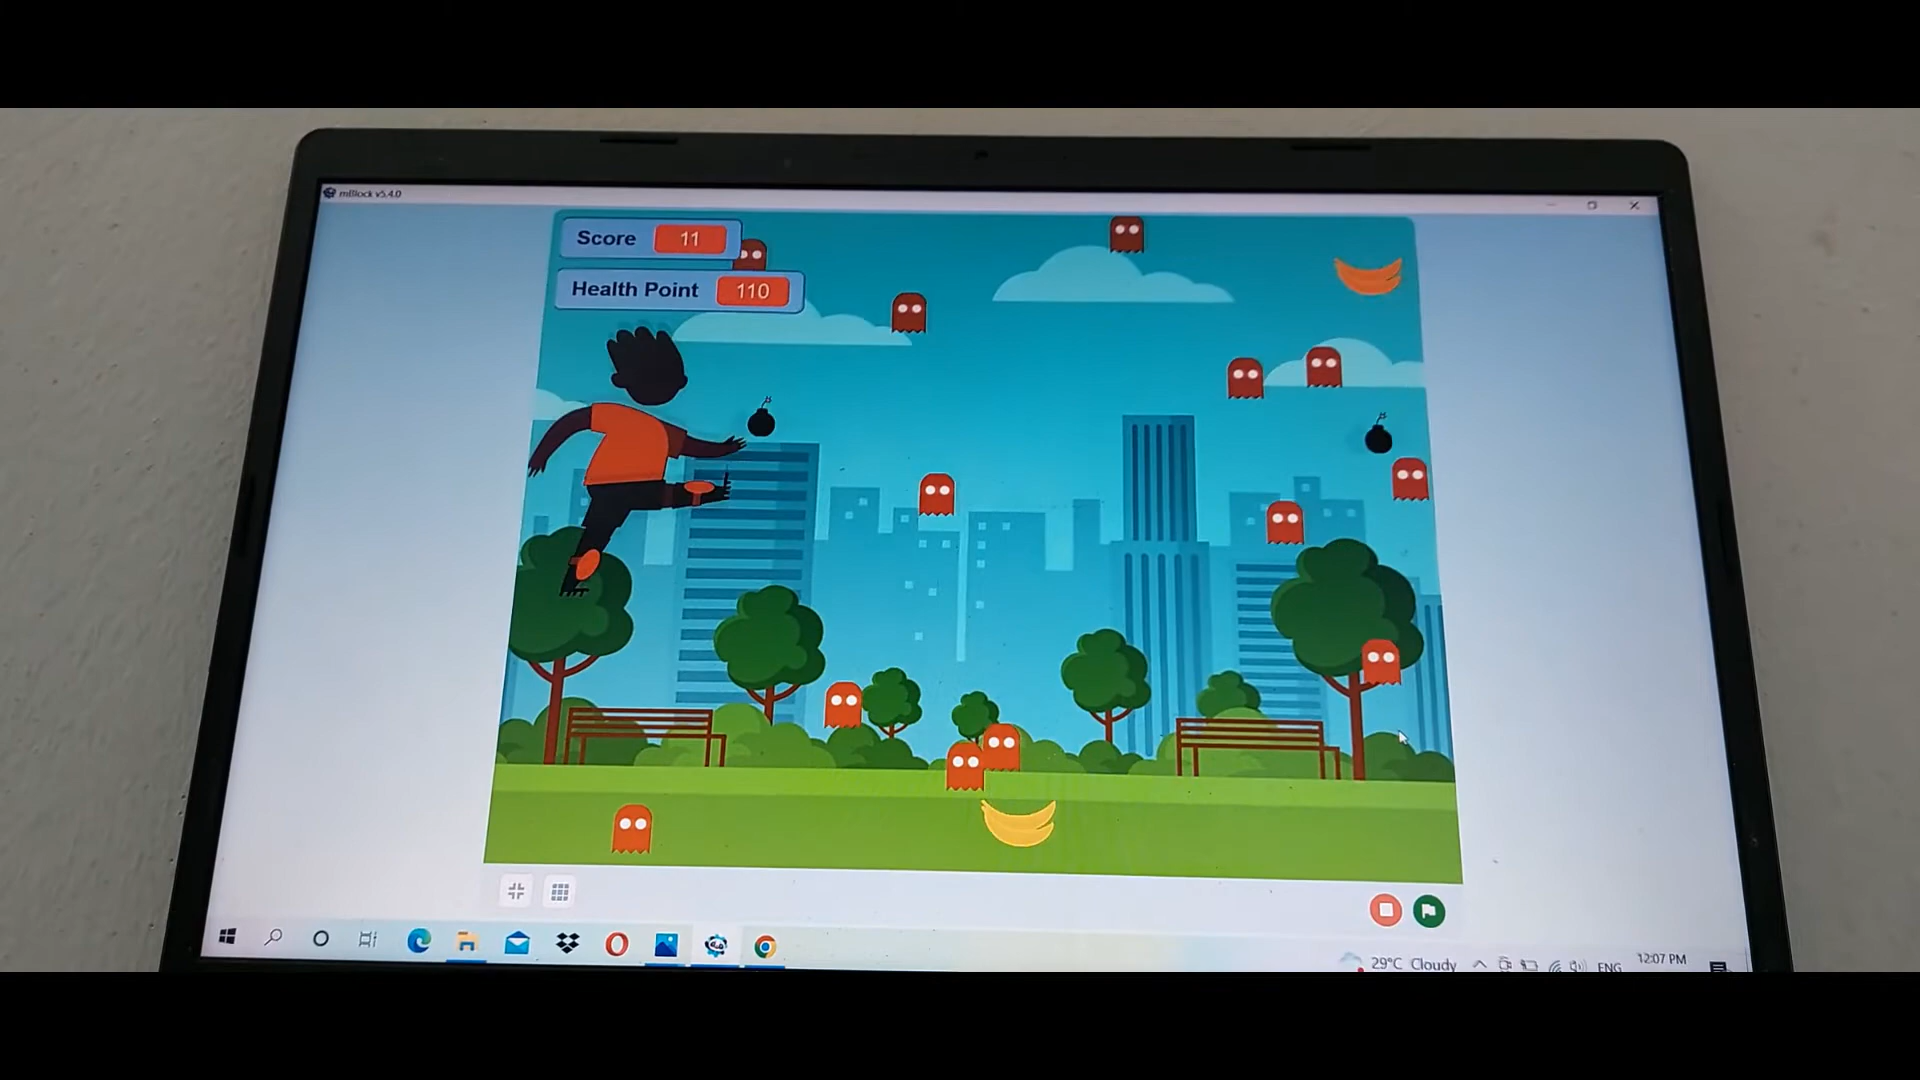 mBlock v5.4.0
Score 11
Health Point 110
29°C Cloudy
ENG
12:07 PM